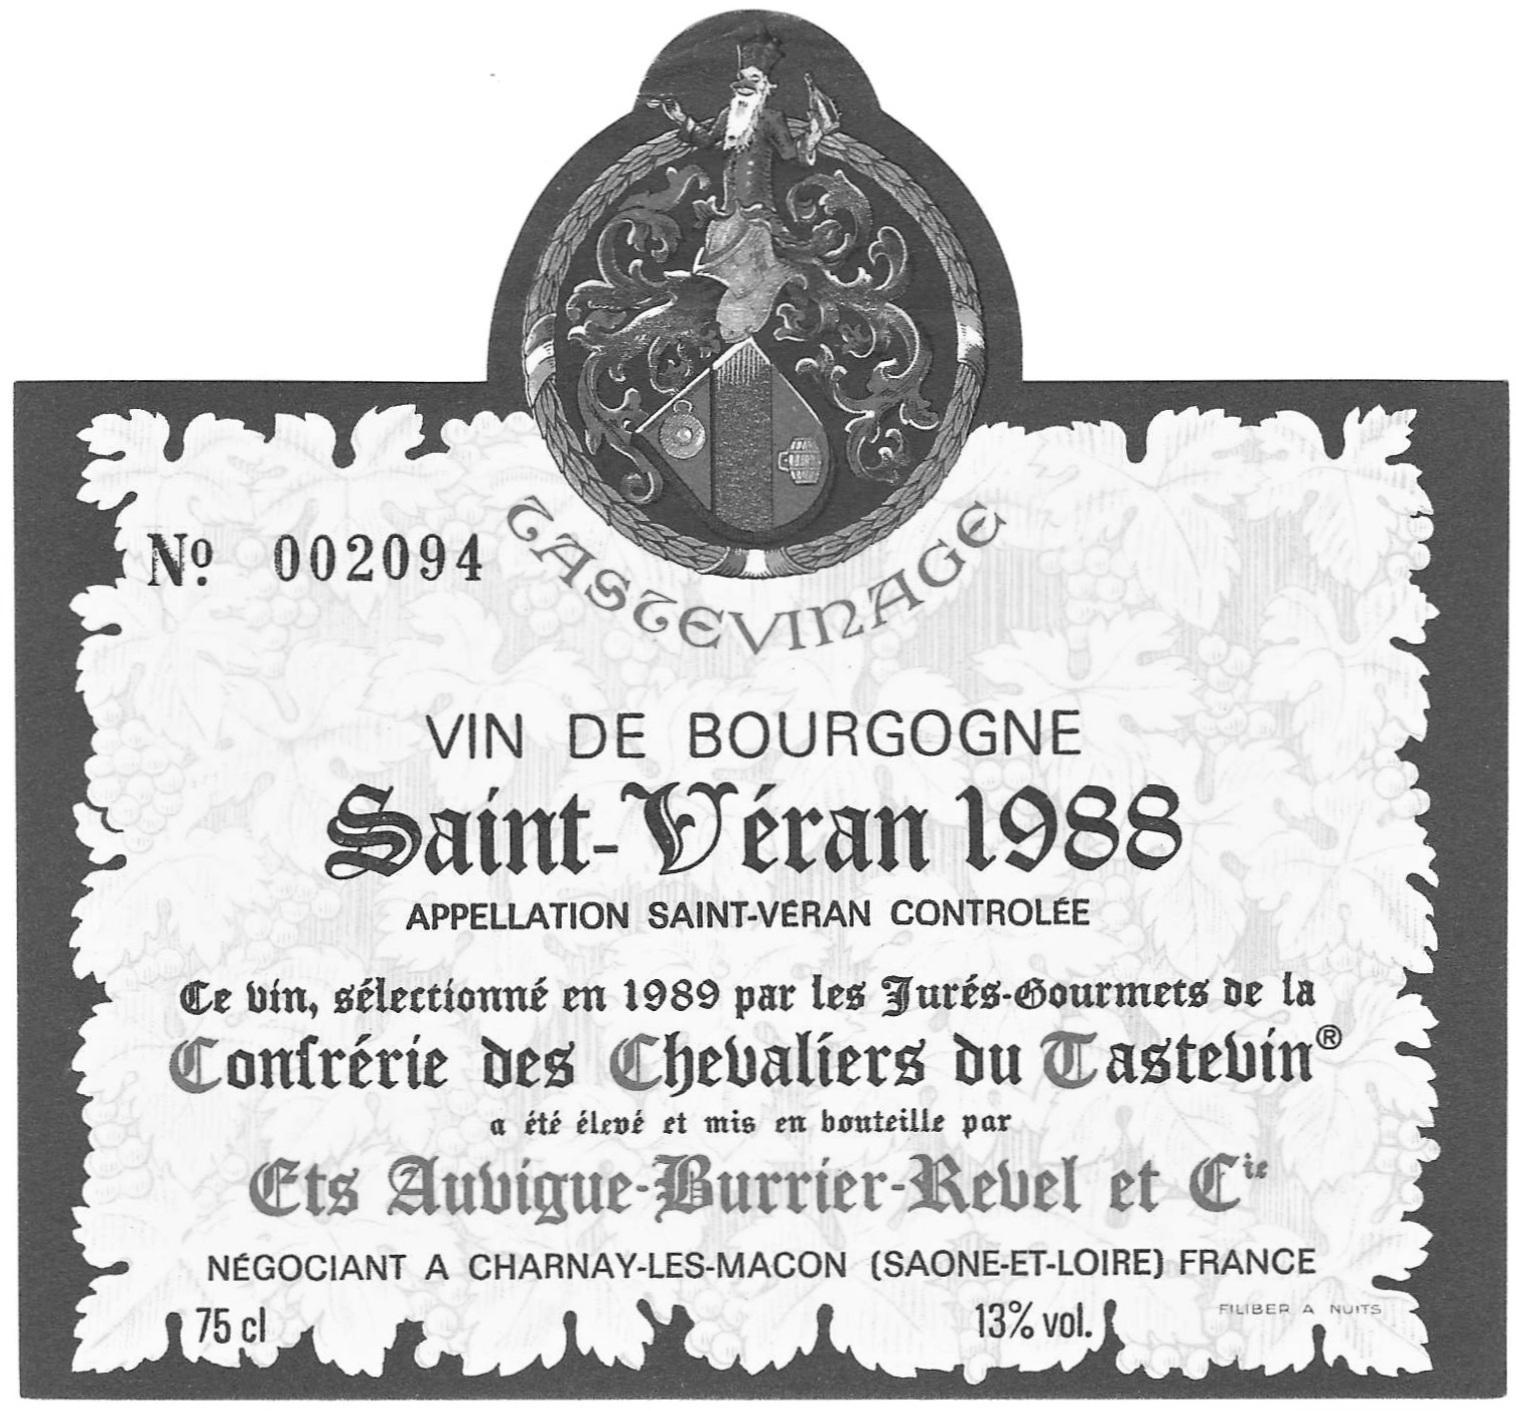 No. 002094
TASTEVINAGE
VIN DE BOURGOGNE
Saint-Véran 1988
APPELLATION SAINT-VÉRAN CONTROLÉE
Ce vin, sélectionné en 1989 par les Jurés-Gourmets de la
Confrérie des Chevaliers du Tastevin®
a été élevé et mis en bouteille par
Ets Auvigue-Burrier-Revel et Cie
NÉGOCIANT A CHARNAY-LES-MACON (SAONE-ET-LOIRE) FRANCE
75 cl
13% vol.
FILIBER A NUITS